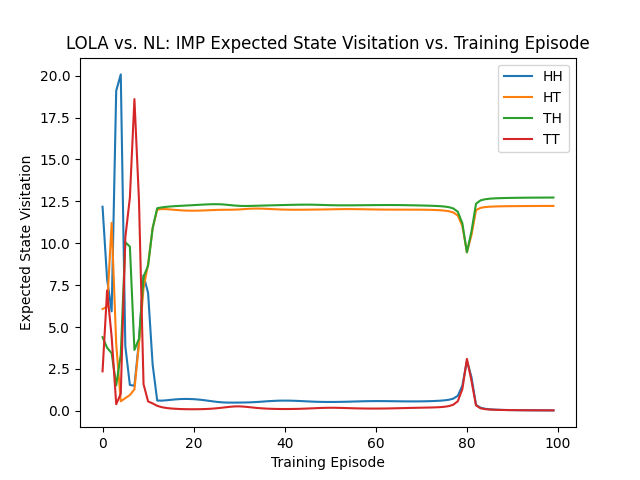 LOLA vs. NL: IMP Expected State Visitation vs. Training Episode
Expected State Visitation
20.0
17.5
15.0
12.5
10.0
7.5
5.0
2.5
0.0
HH
HT
TH
TT
0
20
40
60
80
100
Training Episode